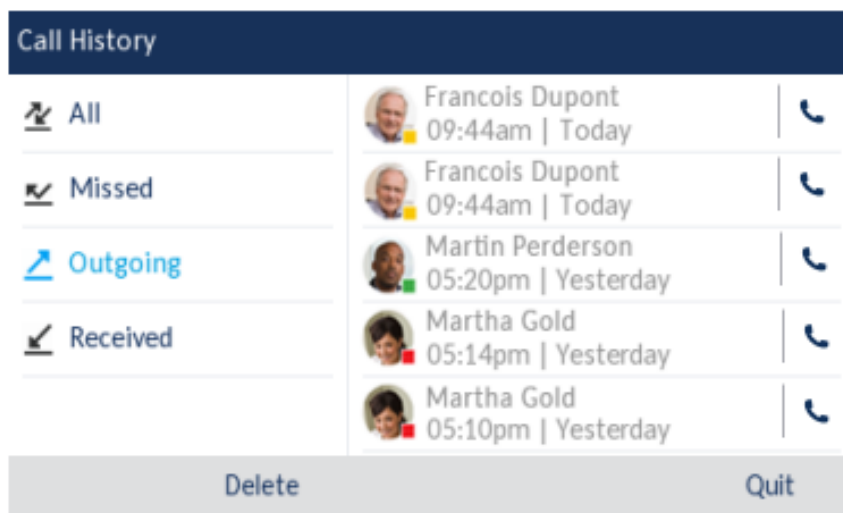 Call History
All
Missed
Outgoing
Received
Francois Dupont
09:44am | Today
Francois Dupont
09:44am | Today
Martin Perderson
05:20pm | Yesterday
Martha Gold
05:14pm | Yesterday
Martha Gold
05:10pm | Yesterday
Delete
Quit